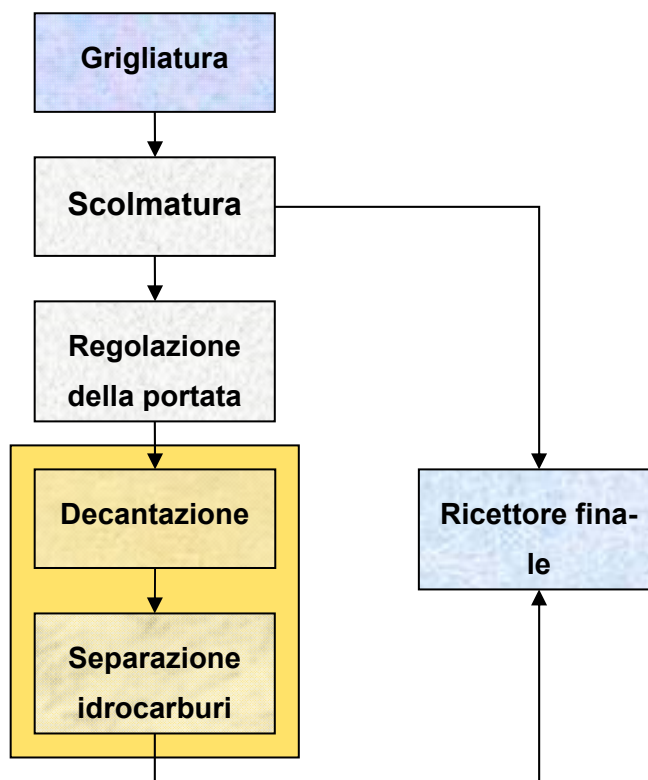 Grigliatura
Scolmatura
Regolazione
della portata
Decantazione
Ricettore fina-
le
Separazione
idrocarburi